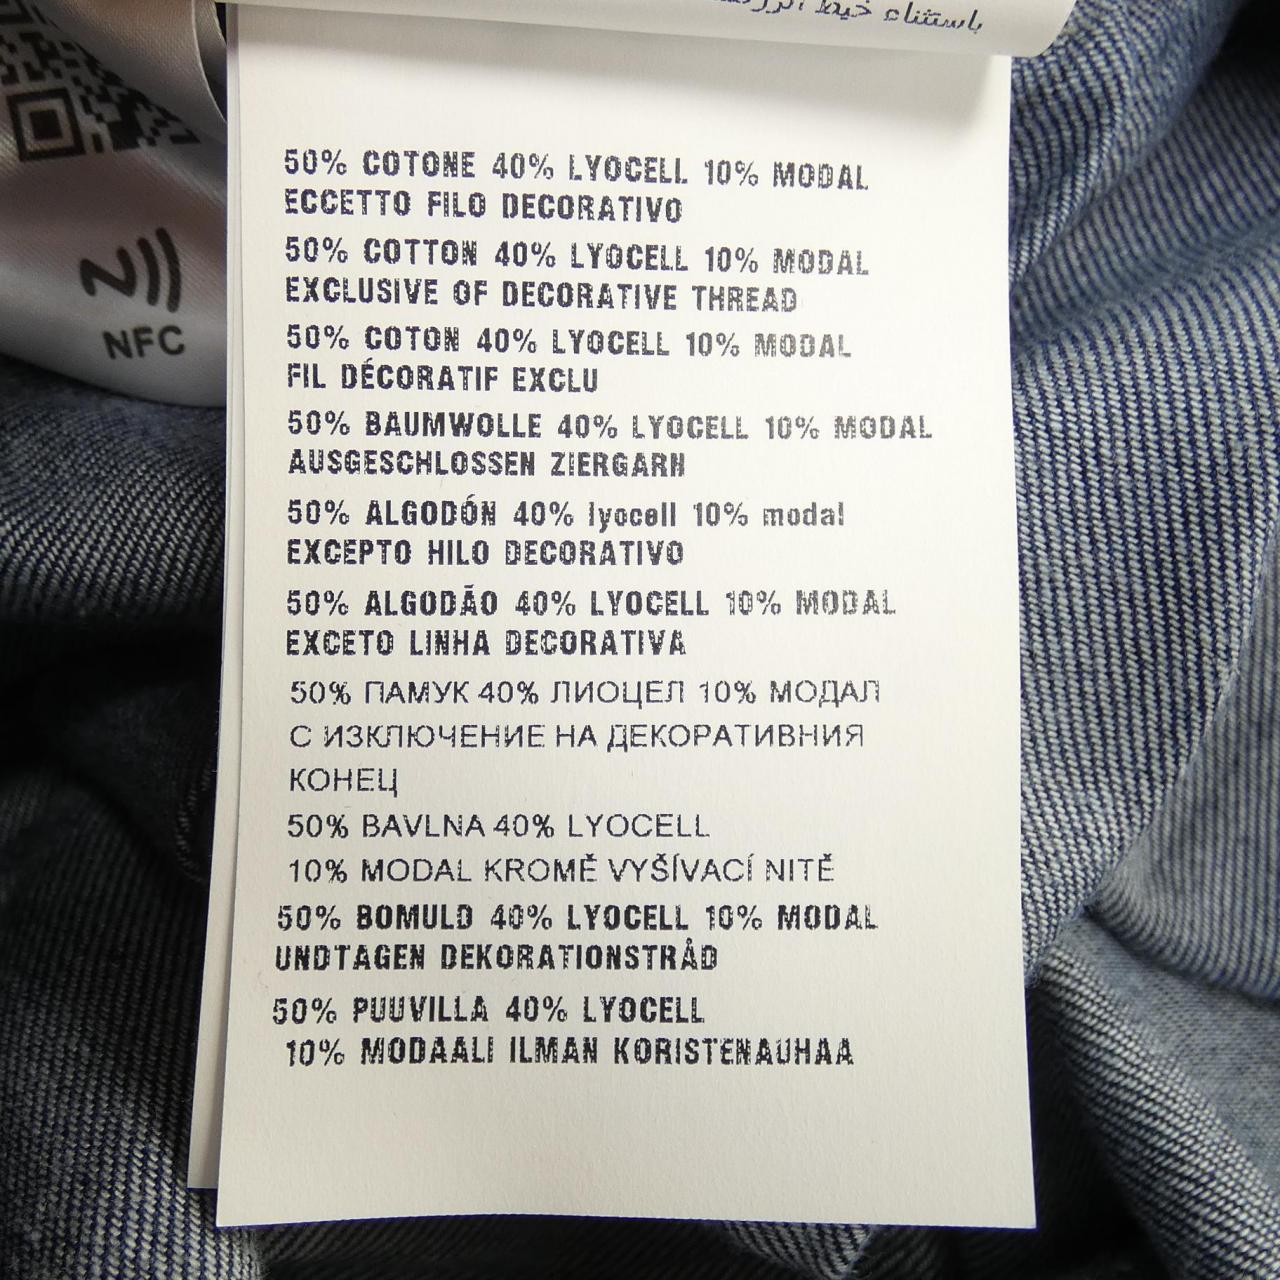 باستثناء خيط
NFC
50% COTONE 40% LYOCELL 10% MODAL
ECCETTO FILO DECORATIVO
50% COTTON 40% LYOCELL 10% MODAL
EXCLUSIVE OF DECORATIVE THREAD
50% COTON 40% LYOCELL 10% MODAL
FIL DÉCORATIF EXCLU
50% BAUMWOLLE 40% LYOCELL 10% MODAL
AUSGESCHLOSSEN ZIERGARN
50% ALGODÓN 40% lyocell 10% modal
EXCEPTO HILO DECORATIVO
50% ALGODÃO 40% LYOCELL 10% MODAL
EXCETO LINHA DECORATIVA
50% ПАМУК 40% ЛИОЦЕЛ 10% МОДАЛ
С ИЗКЛЮЧЕНИЕ НА ДЕКОРАТИВНИЯ
КОНЕЦ
50% BAVLNA 40% LYOCELL
10% MODAL KROMĚ VYŠÍVACÍ NITĚ
50% BOMULD 40% LYOCELL 10% MODAL
UNDTAGEN DEKORATIONSTRÅD
50% PUUVILLA 40% LYOCELL
10% MODAALI ILMAN KORISTENAUHAA